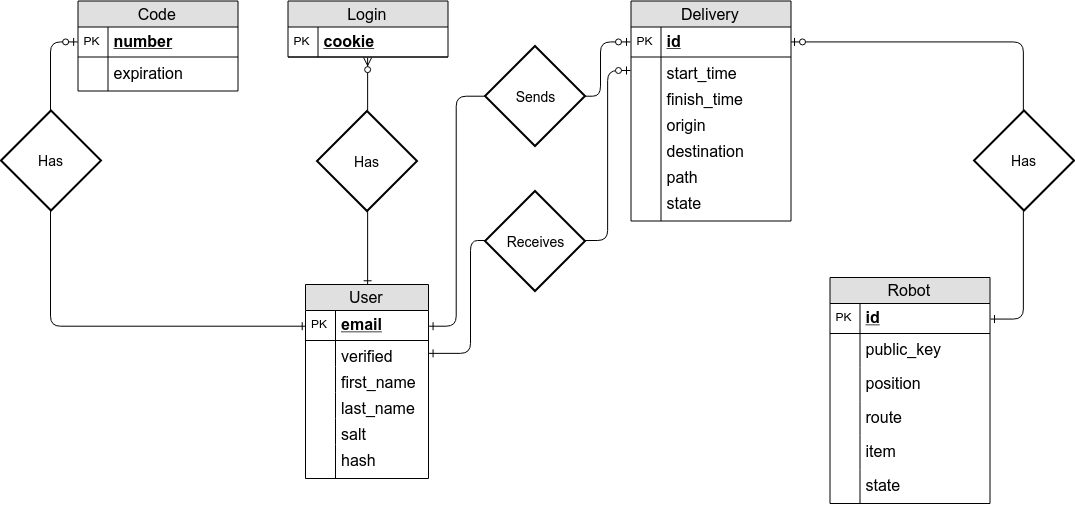 Code
PK number
expiration
Login
PK cookie
Delivery
PK id
start_time
finish_time
origin
destination
path
state
Sends
Has
Has
Has
Receives
User
PK email
verified
first_name
last_name
salt
hash
Robot
PK id
public_key
position
route
item
state